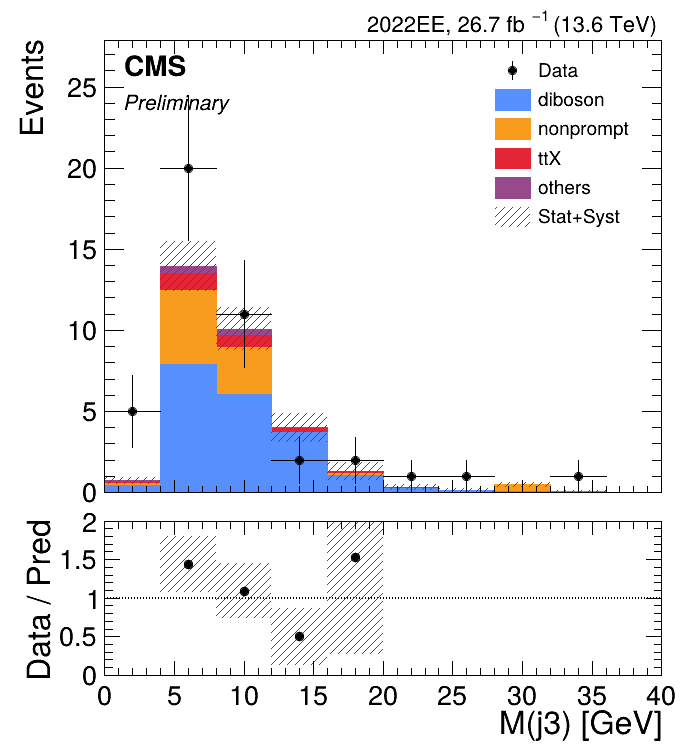 2022EE, 26.7 fb⁻¹ (13.6 TeV)
CMS
Preliminary
Data
diboson
nonprompt
ttX
others
Stat+Syst
Events
25
20
15
10
5
0
Data / Pred
2
1.5
1
0.5
0
0 5 10 15 20 25 30 35 40
M(j3) [GeV]